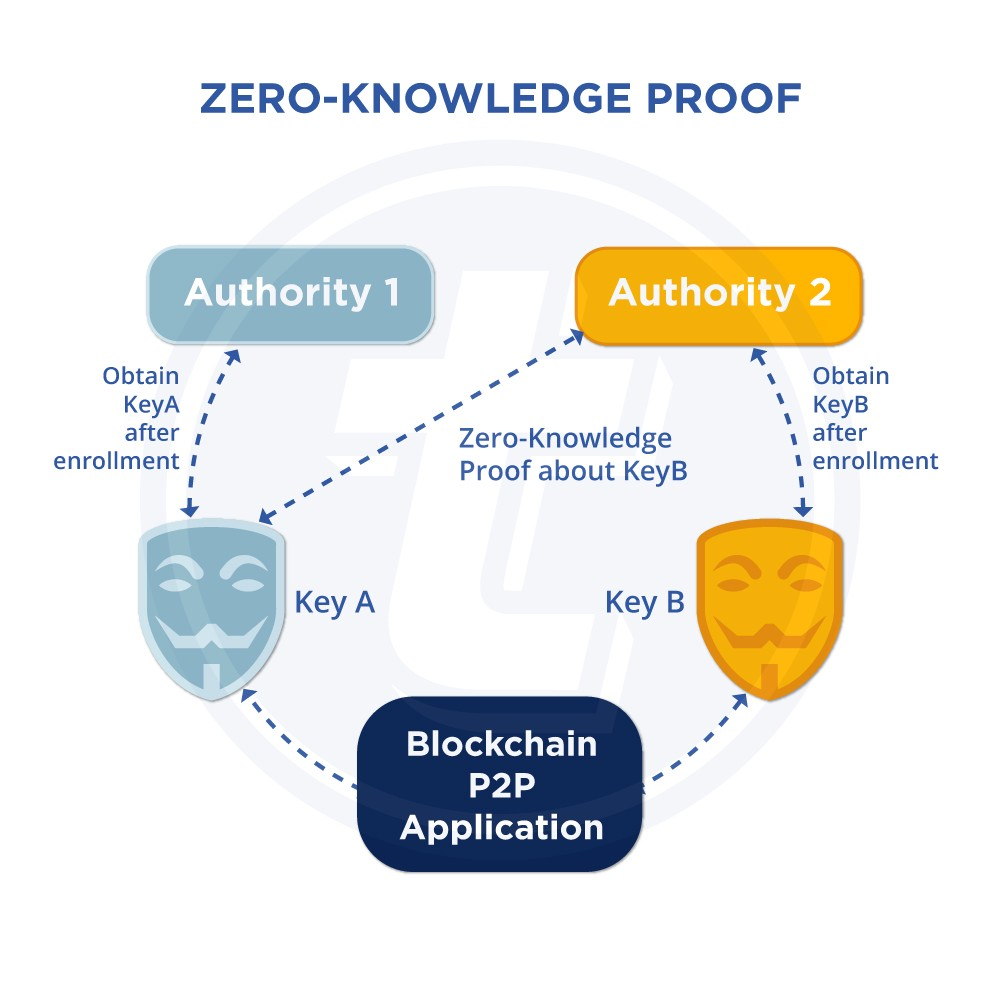 ZERO-KNOWLEDGE PROOF
Authority 1
Authority 2
Obtain
KeyA
after
enrollment
Zero-Knowledge
Proof about KeyB
Obtain
KeyB
after
enrollment
Key A
Key B
Blockchain
P2P
Application